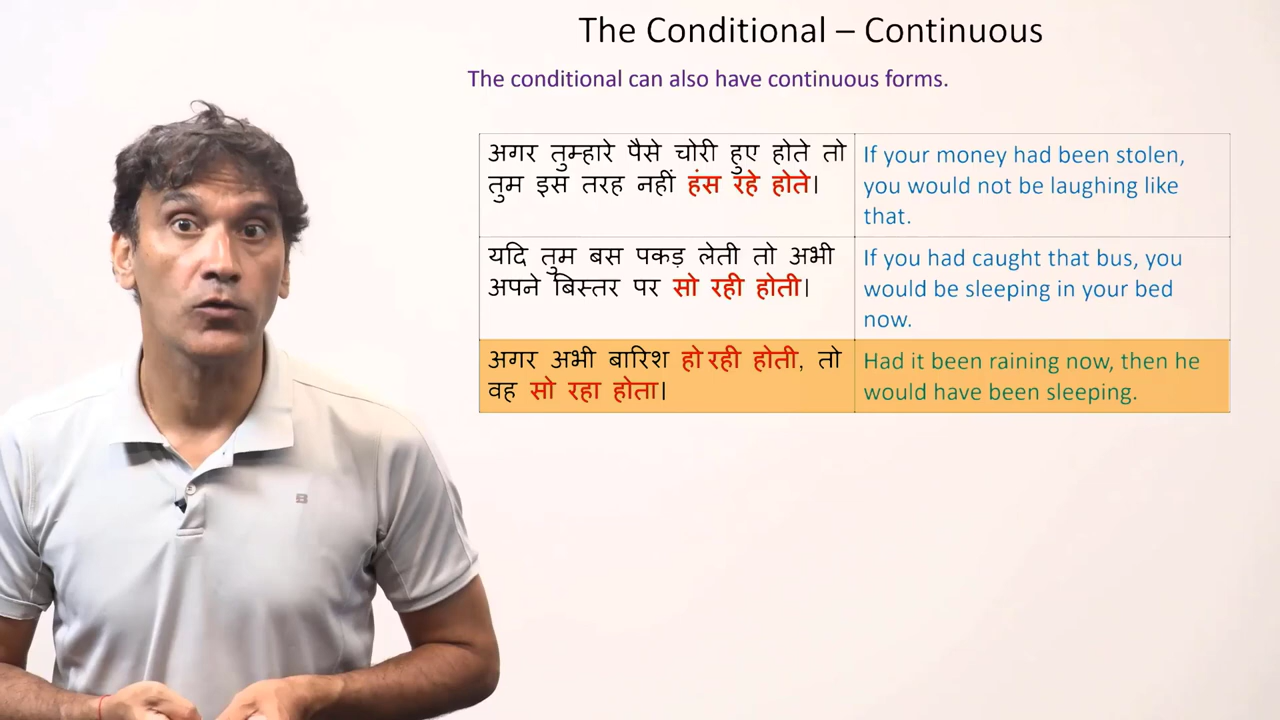 The Conditional – Continuous
The conditional can also have continuous forms.
अगर तुम्हारे पैसे चोरी हुए होते तो
तुम इस तरह नहीं हंस रहे होते।
If your money had been stolen,
you would not be laughing like
that.
यदि तुम बस पकड़ लेती तो अभी
अपने बिस्तर पर सो रही होती।
If you had caught that bus, you
would be sleeping in your bed
now.
अगर अभी बारिश हो रही होती, तो
वह सो रहा होता।
Had it been raining now, then he
would have been sleeping.